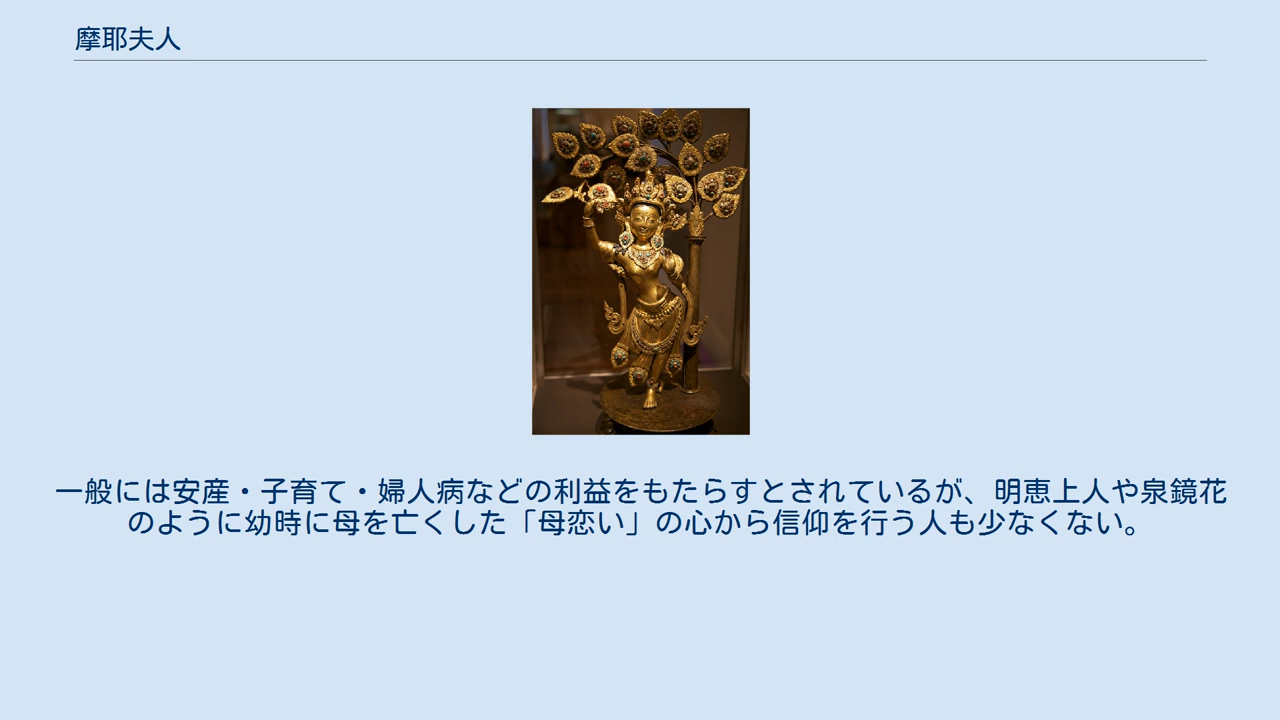 摩耶夫人
一般には安産・子育て・婦人病などの利益をもたらすとされているが、明恵上人や泉鏡花
のように幼時に母を亡くした「母恋い」の心から信仰を行う人も少なくない。